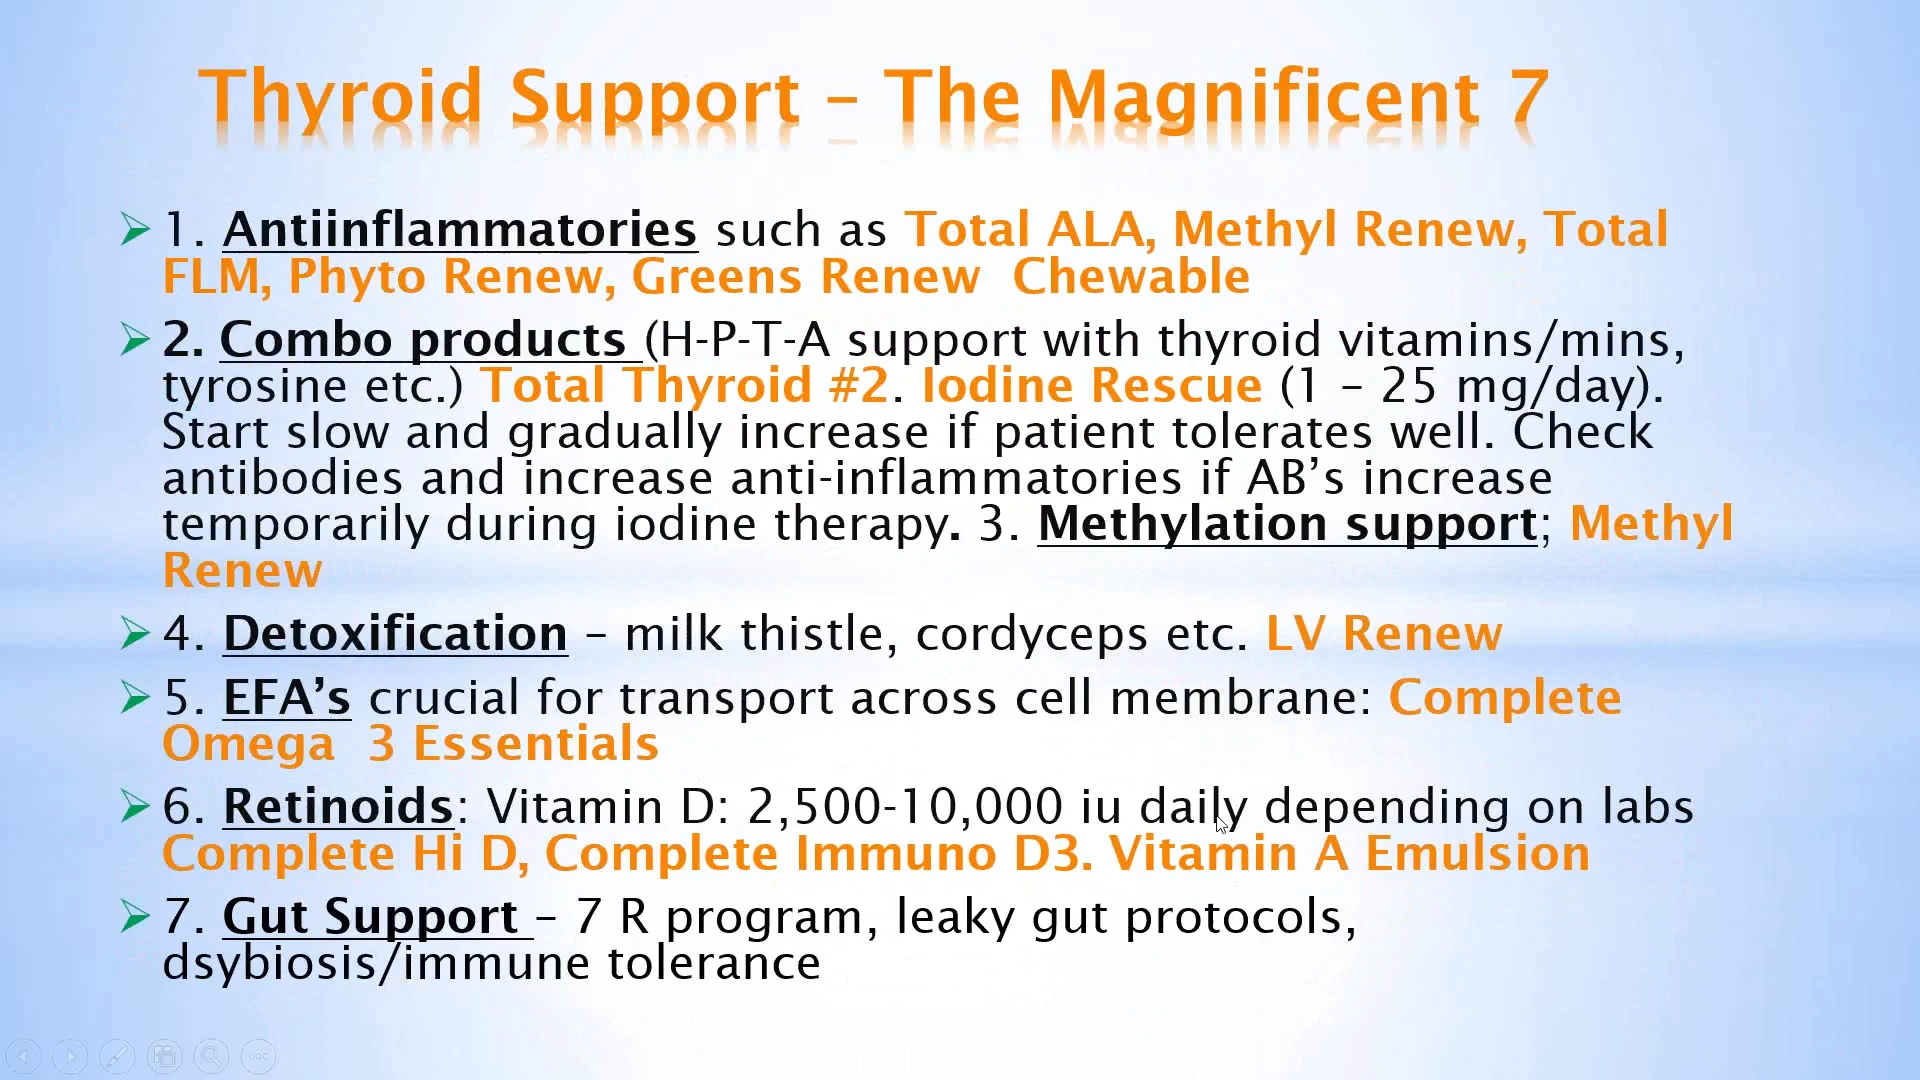 Thyroid Support – The Magnificent 7
1. Antiinflammatories such as Total ALA, Methyl Renew, Total
FLM, Phyto Renew, Greens Renew  Chewable
2. Combo products (H-P-T-A support with thyroid vitamins/mins,
tyrosine etc.) Total Thyroid #2. Iodine Rescue (1 – 25 mg/day).
Start slow and gradually increase if patient tolerates well. Check
antibodies and increase anti-inflammatories if AB’s increase
temporarily during iodine therapy. 3. Methylation support; Methyl
Renew
4. Detoxification – milk thistle, cordyceps etc. LV Renew
5. EFA’s crucial for transport across cell membrane: Complete
Omega  3 Essentials
6. Retinoids: Vitamin D: 2,500-10,000 iu daily depending on labs
Complete Hi D, Complete Immuno D3. Vitamin A Emulsion
7. Gut Support – 7 R program, leaky gut protocols,
dsybiosis/immune tolerance